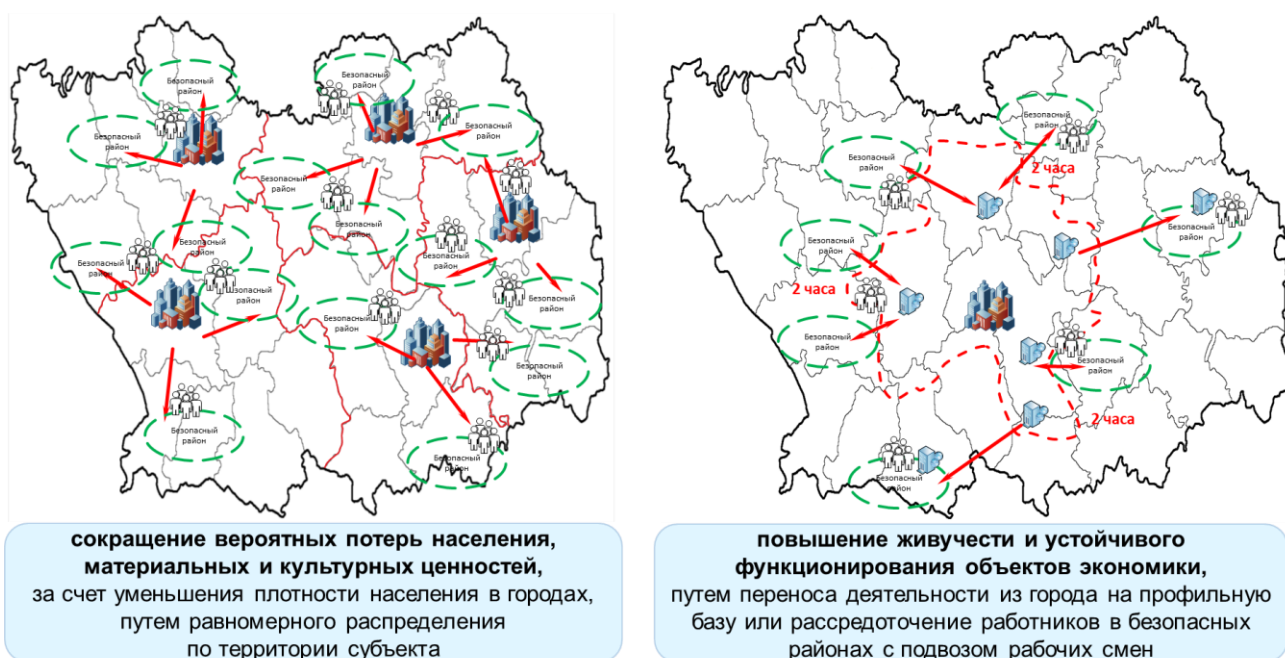 Безопасный
район
Безопасный
район
Безопасный
район
Безопасный
район
Безопасный
район
Безопасный
район
Безопасный
район
Безопасный
район
Безопасный
район
Безопасный
район
Безопасный
район
Безопасный
район
Безопасный
район
Безопасный
район
Безопасный
район
сокращение вероятных потерь населения,
материальных и культурных ценностей,
за счет уменьшения плотности населения в городах,
путем равномерного распределения
по территории субъекта
Безопасный
район
Безопасный
район
2 часа
Безопасный
район
Безопасный
район
2 часа
Безопасный
район
Безопасный
район
2 часа
Безопасный
район
повышение живучести и устойчивого
функционирования объектов экономики,
путем переноса деятельности из города на профильную
базу или рассредоточение работников в безопасных
районах с подвозом рабочих смен